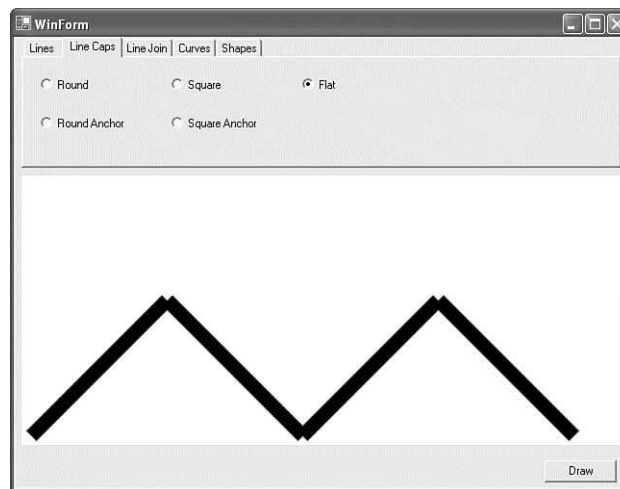 WinForm
Lines Line Caps Line Join Curves Shapes
Round Square Flat
Round Anchor Square Anchor
Draw